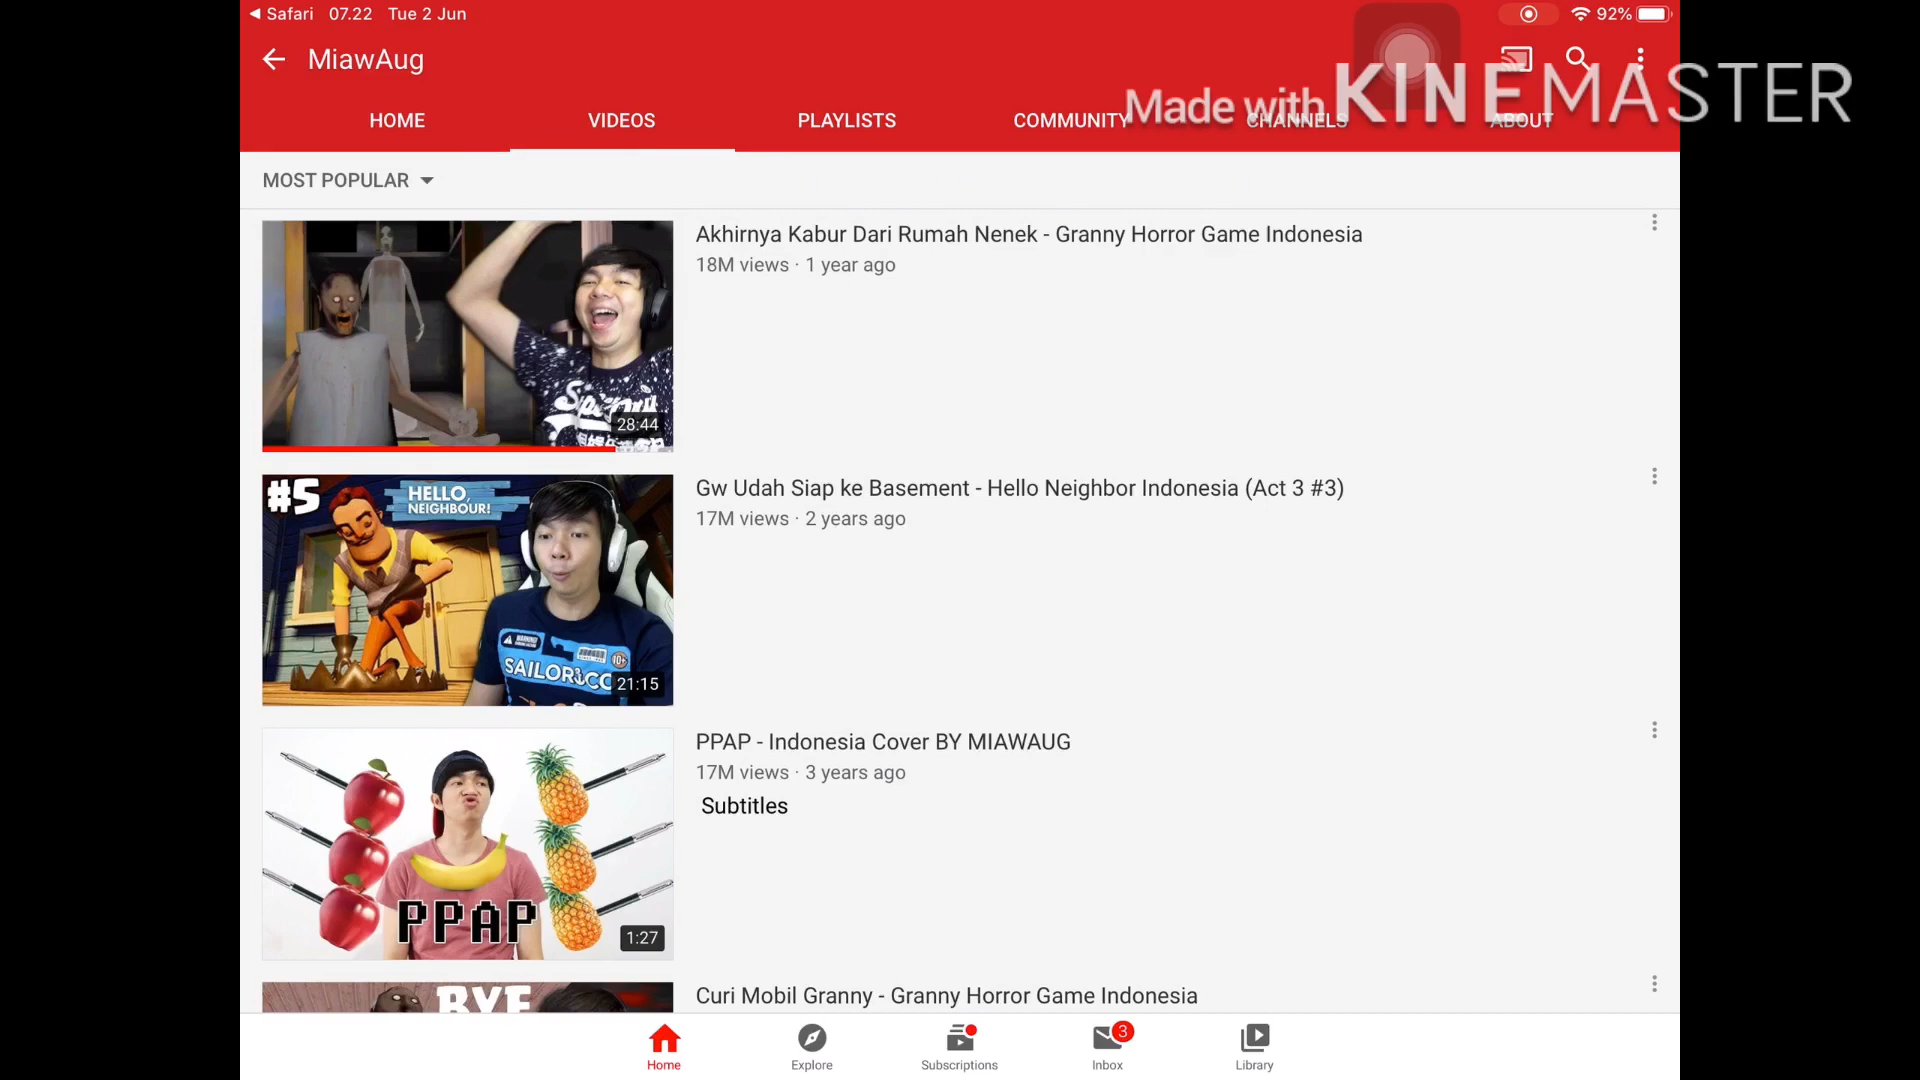 Safari 07.22 Tue 2 Jun 92%
MiawAug
Made with KINEMASTER
HOME VIDEOS PLAYLISTS COMMUNITY CHANNELS ABOUT
MOST POPULAR
Akhirnya Kabur Dari Rumah Nenek - Granny Horror Game Indonesia
18M views · 1 year ago
28:44
#5 HELLO, NEIGHBOUR!
Gw Udah Siap ke Basement - Hello Neighbor Indonesia (Act 3 #3)
17M views · 2 years ago
WARNING!
10+
SAILOR&CO
21:15
PPAP - Indonesia Cover BY MIAWAUG
17M views · 3 years ago
Subtitles
PPAP
1:27
BYE
Curi Mobil Granny - Granny Horror Game Indonesia
3
Home Explore Subscriptions Inbox Library